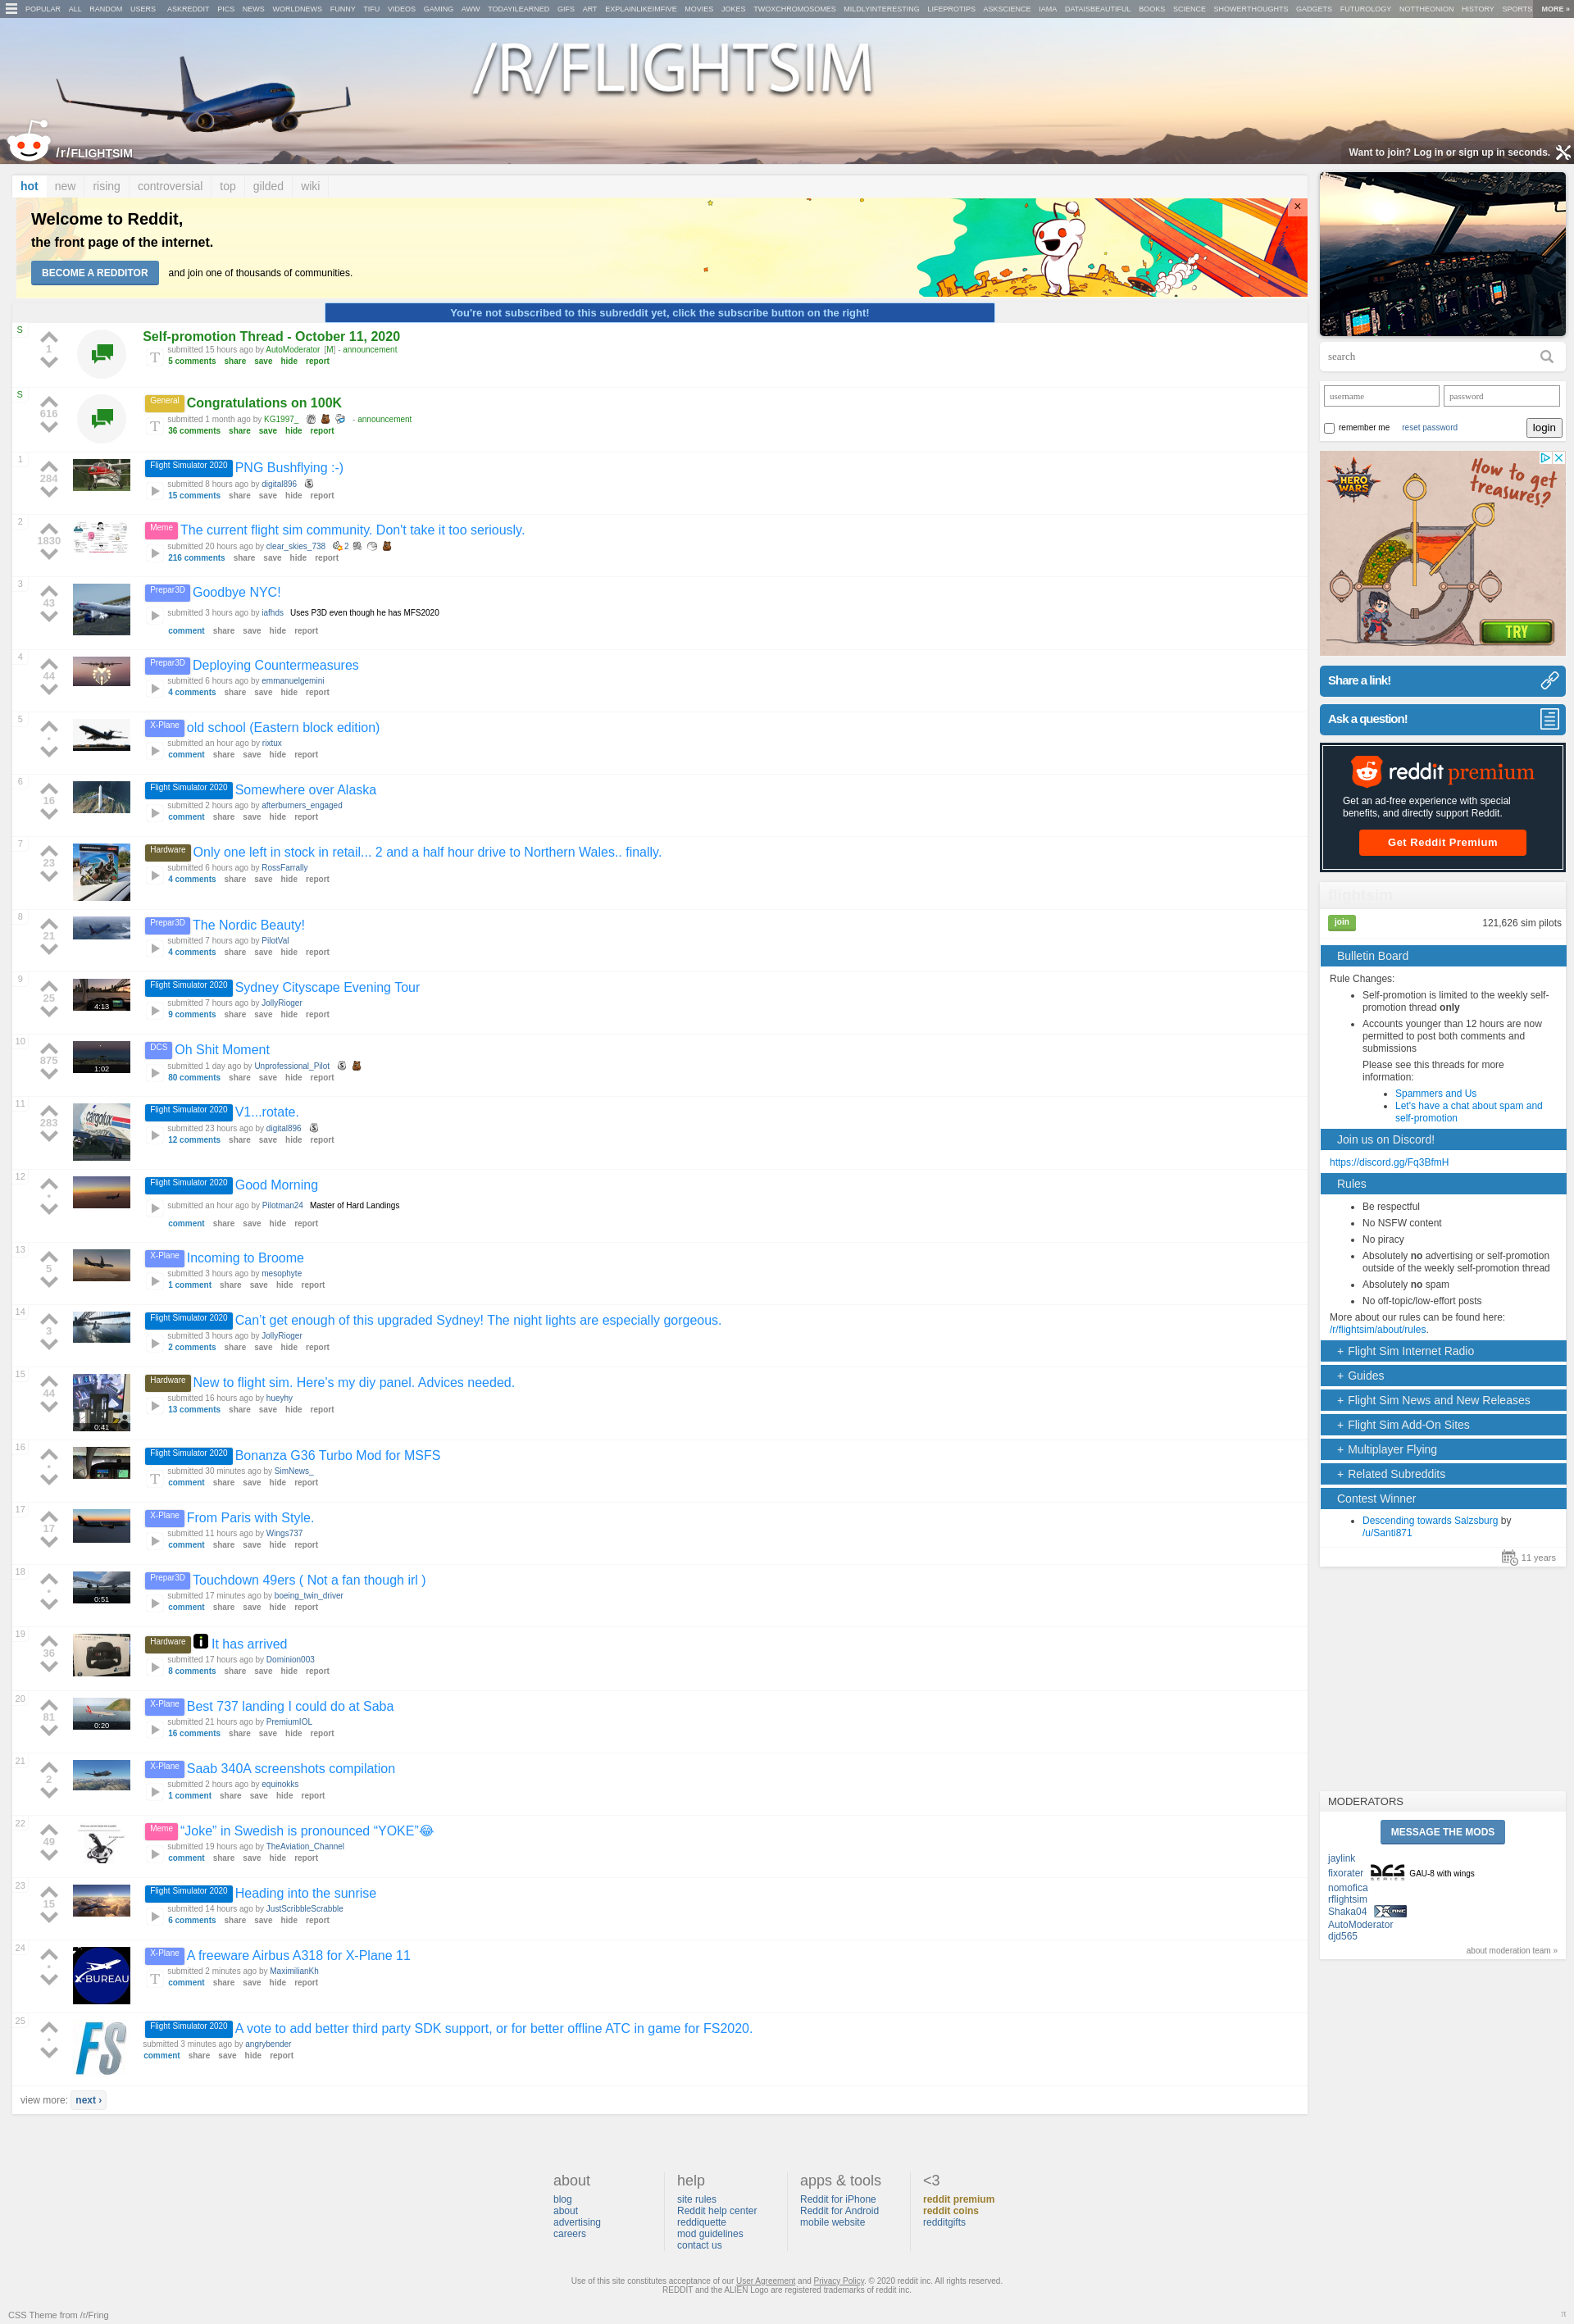 POPULAR ALL RANDOM USERS ASKREDDIT PICS NEWS WORLDNEWS FUNNY TIFU VIDEOS GAMING AWW TODAYILEARNED GIFS ART EXPLAINLIKEIMFIVE MOVIES JOKES TWOXCHROMOSOMES MILDLYINTERESTING LIFEPROTIPS ASKSCIENCE IAMA DATAISBEAUTIFUL BOOKS SCIENCE SHOWERTHOUGHTS GADGETS FUTUROLOGY NOTTHEONION HISTORY SPORTS MORE »
/R/FLIGHTSIM
/r/FLIGHTSIM
Want to join? Log in or sign up in seconds.
hot new rising controversial top gilded wiki
Welcome to Reddit,
the front page of the internet.
BECOME A REDDITOR and join one of thousands of communities.
×
You're not subscribed to this subreddit yet, click the subscribe button on the right!
S
1
Self-promotion Thread - October 11, 2020
T submitted 15 hours ago by AutoModerator [M] - announcement
5 comments share save hide report
S
616
General Congratulations on 100K
T submitted 1 month ago by KG1997_ - announcement
36 comments share save hide report
1
284
Flight Simulator 2020 PNG Bushflying :-)
submitted 8 hours ago by digital896
15 comments share save hide report
2
1830
Meme The current flight sim community. Don't take it too seriously.
submitted 20 hours ago by clear_skies_738 2
216 comments share save hide report
3
43
Prepar3D Goodbye NYC!
submitted 3 hours ago by iafhds Uses P3D even though he has MFS2020
comment share save hide report
4
44
Prepar3D Deploying Countermeasures
submitted 6 hours ago by emmanuelgemini
4 comments share save hide report
5
•
X-Plane old school (Eastern block edition)
submitted an hour ago by rixtux
comment share save hide report
6
16
Flight Simulator 2020 Somewhere over Alaska
submitted 2 hours ago by afterburners_engaged
comment share save hide report
7
23
Hardware Only one left in stock in retail... 2 and a half hour drive to Northern Wales.. finally.
submitted 6 hours ago by RossFarrally
4 comments share save hide report
8
21
Prepar3D The Nordic Beauty!
submitted 7 hours ago by PilotVal
4 comments share save hide report
9
25
4:13
Flight Simulator 2020 Sydney Cityscape Evening Tour
submitted 7 hours ago by JollyRioger
9 comments share save hide report
10
875
1:02
DCS Oh Shit Moment
submitted 1 day ago by Unprofessional_Pilot
80 comments share save hide report
11
283
cargolux
Flight Simulator 2020 V1...rotate.
submitted 23 hours ago by digital896
12 comments share save hide report
12
•
Flight Simulator 2020 Good Morning
submitted an hour ago by Pilotman24 Master of Hard Landings
comment share save hide report
13
5
X-Plane Incoming to Broome
submitted 3 hours ago by mesophyte
1 comment share save hide report
14
3
Flight Simulator 2020 Can't get enough of this upgraded Sydney! The night lights are especially gorgeous.
submitted 3 hours ago by JollyRioger
2 comments share save hide report
15
44
0:41
Hardware New to flight sim. Here's my diy panel. Advices needed.
submitted 16 hours ago by hueyhy
13 comments share save hide report
16
•
Flight Simulator 2020 Bonanza G36 Turbo Mod for MSFS
T submitted 30 minutes ago by SimNews_
comment share save hide report
17
17
X-Plane From Paris with Style.
submitted 11 hours ago by Wings737
comment share save hide report
18
•
0:51
Prepar3D Touchdown 49ers ( Not a fan though irl )
submitted 17 minutes ago by boeing_twin_driver
comment share save hide report
19
36
Hardware i It has arrived
submitted 17 hours ago by Dominion003
8 comments share save hide report
20
81
0:20
X-Plane Best 737 landing I could do at Saba
submitted 21 hours ago by PremiumIOL
16 comments share save hide report
21
2
X-Plane Saab 340A screenshots compilation
submitted 2 hours ago by equinokks
1 comment share save hide report
22
49
Meme “Joke” in Swedish is pronounced “YOKE”😂
submitted 19 hours ago by TheAviation_Channel
comment share save hide report
23
15
Flight Simulator 2020 Heading into the sunrise
submitted 14 hours ago by JustScribbleScrabble
6 comments share save hide report
24
•
X-BUREAU
X-Plane A freeware Airbus A318 for X-Plane 11
T submitted 2 minutes ago by MaximilianKh
comment share save hide report
25
•
FS
Flight Simulator 2020 A vote to add better third party SDK support, or for better offline ATC in game for FS2020.
submitted 3 minutes ago by angrybender
comment share save hide report
view more: next ›
search
username password
remember me reset password login
HERO WARS
How to get treasures?
TRY
Share a link!
Ask a question!
reddit premium
Get an ad-free experience with special
benefits, and directly support Reddit.
Get Reddit Premium
flightsim
join 121,626 sim pilots
Bulletin Board
Rule Changes:
• Self-promotion is limited to the weekly self-
promotion thread only
• Accounts younger than 12 hours are now
permitted to post both comments and
submissions
Please see this threads for more
information:
• Spammers and Us
• Let's have a chat about spam and
self-promotion
Join us on Discord!
https://discord.gg/Fq3BfmH
Rules
• Be respectful
• No NSFW content
• No piracy
• Absolutely no advertising or self-promotion
outside of the weekly self-promotion thread
• Absolutely no spam
• No off-topic/low-effort posts
More about our rules can be found here:
/r/flightsim/about/rules.
+ Flight Sim Internet Radio
+ Guides
+ Flight Sim News and New Releases
+ Flight Sim Add-On Sites
+ Multiplayer Flying
+ Related Subreddits
Contest Winner
• Descending towards Salzsburg by
/u/Santi871
11 years
MODERATORS
MESSAGE THE MODS
jaylink
fixorater DCS SERIES GAU-8 with wings
nomofica
rflightsim
Shaka04
AutoModerator
djd565
about moderation team »
about
blog
about
advertising
careers
help
site rules
Reddit help center
reddiquette
mod guidelines
contact us
apps & tools
Reddit for iPhone
Reddit for Android
mobile website
<3
reddit premium
reddit coins
redditgifts
Use of this site constitutes acceptance of our User Agreement and Privacy Policy. © 2020 reddit inc. All rights reserved.
REDDIT and the ALIEN Logo are registered trademarks of reddit inc.
CSS Theme from /r/Fring
π